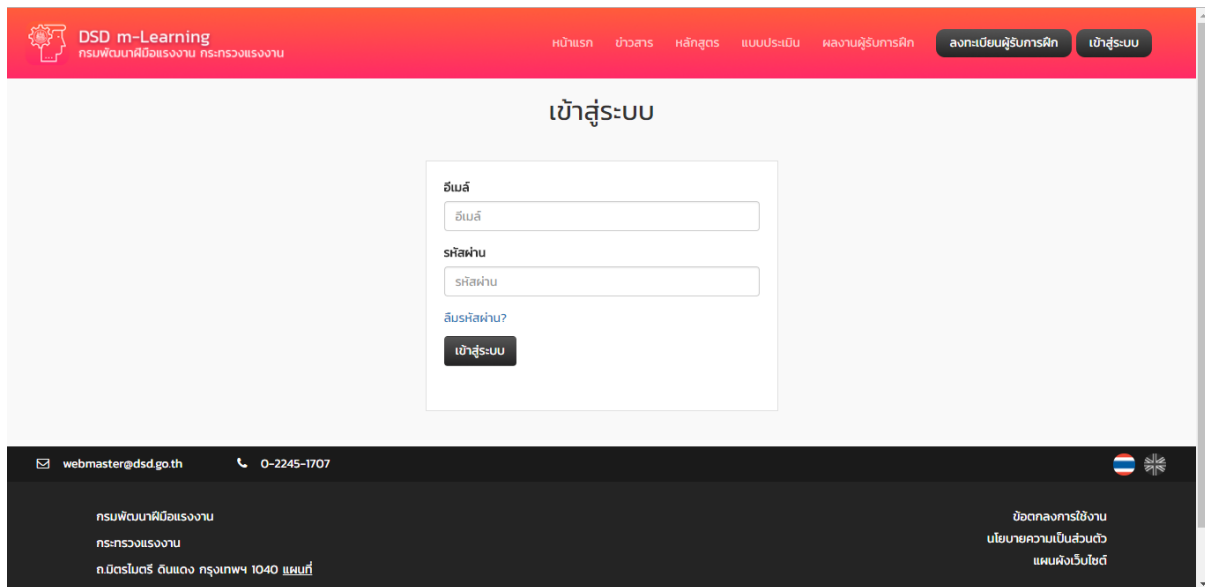 DSD m-Learning
กรมพัฒนาฝีมือแรงงาน กระทรวงแรงงาน
หน้าแรก ข่าวสาร หลักสูตร แบบประเมิน ผลงานผู้รับการฝึก ลงทะเบียนผู้รับการฝึก เข้าสู่ระบบ
เข้าสู่ระบบ
อีเมล์
อีเมล์
รหัสผ่าน
รหัสผ่าน
ลืมรหัสผ่าน?
เข้าสู่ระบบ
webmaster@dsd.go.th 0-2245-1707
กรมพัฒนาฝีมือแรงงาน
กระทรวงแรงงาน
ถ.มิตรไมตรี ดินแดง กรุงเทพฯ 1040 แผนที่
ข้อตกลงการใช้งาน
นโยบายความเป็นส่วนตัว
แผนผังเว็บไซต์